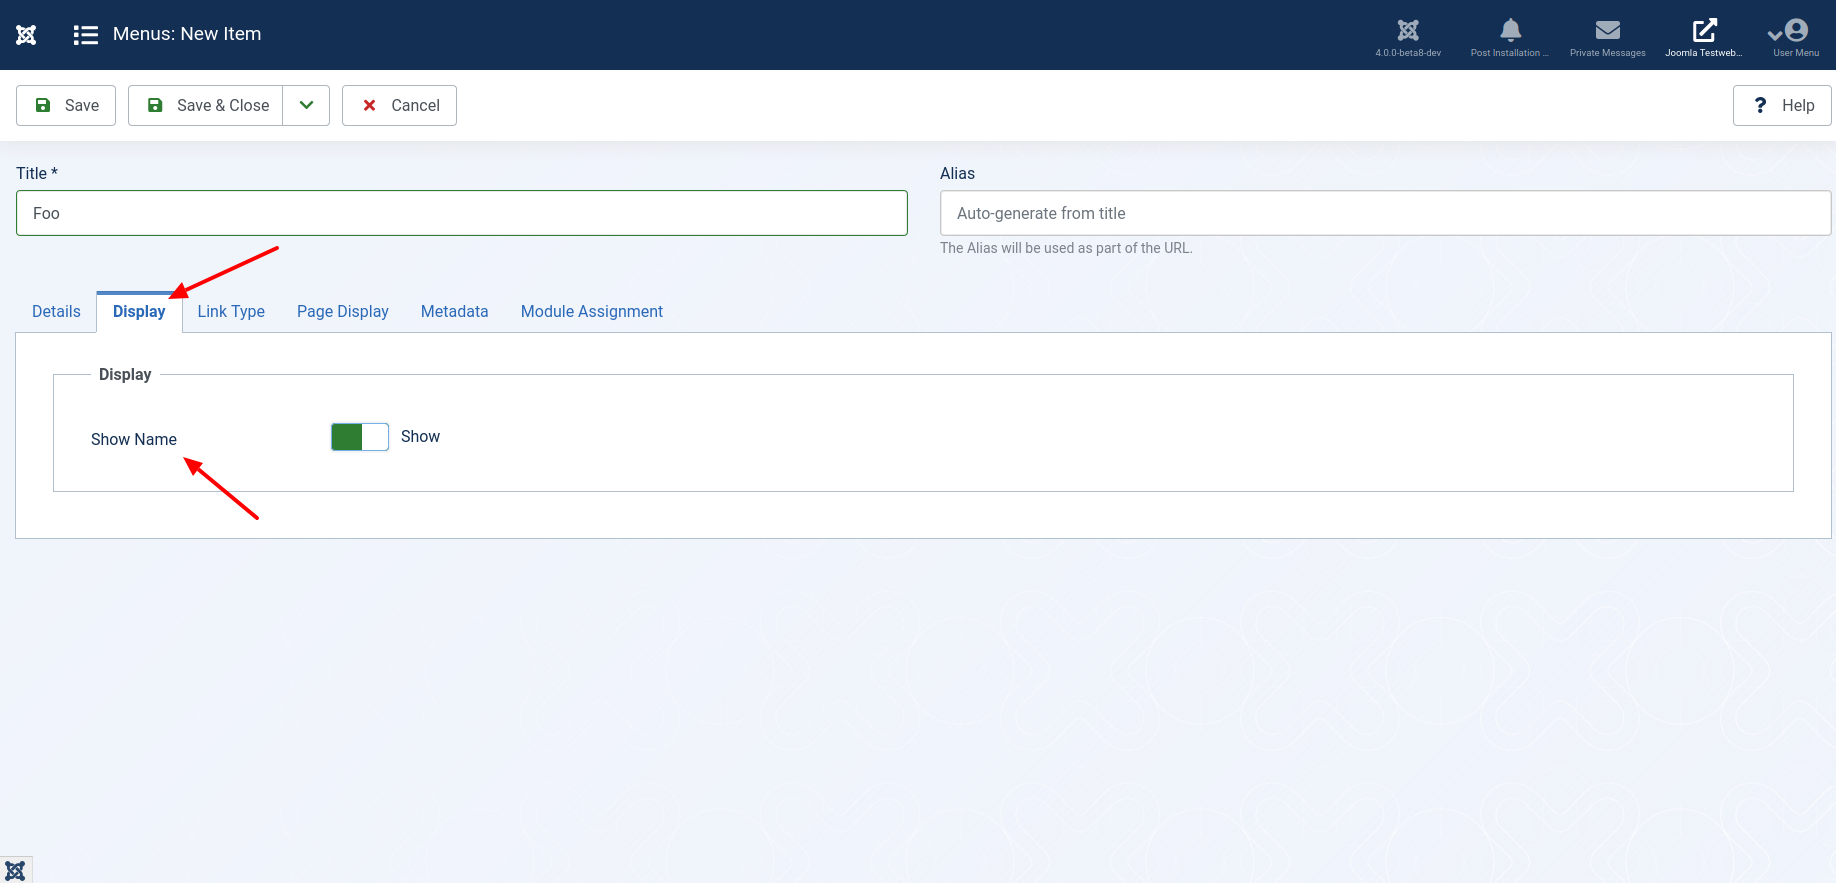 Menus: New Item
4.0.0-beta8-dev
Post Installation ...
Private Messages
Joomla Testweb...
User Menu
Save
Save & Close
Cancel
? Help
Title *
Alias
Foo
Auto-generate from title
The Alias will be used as part of the URL.
Details
Display
Link Type
Page Display
Metadata
Module Assignment
Display
Show Name
Show